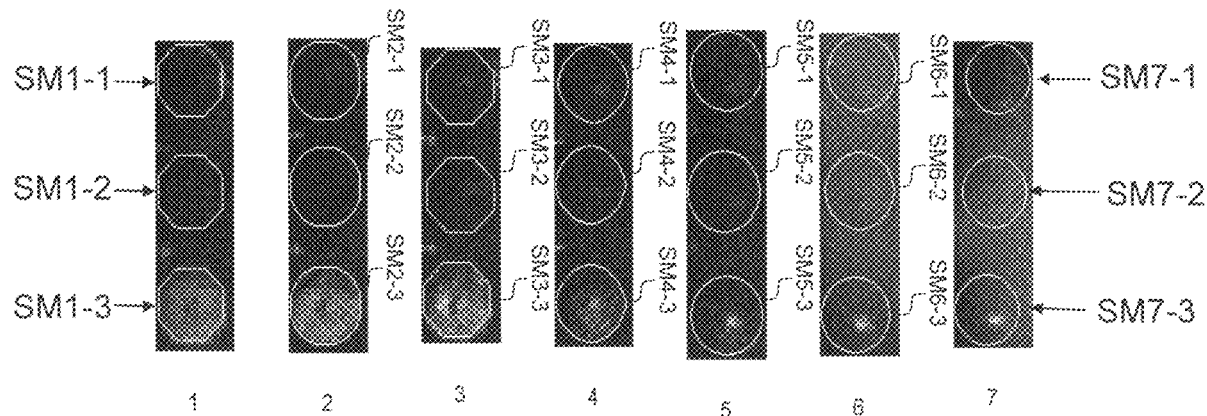 SM1-1
SM1-2
SM1-3
SM2-1
SM2-2
SM2-3
SM3-1
SM3-2
SM3-3
SM4-1
SM4-2
SM4-3
SM5-1
SM5-2
SM5-3
SM6-1
SM6-2
SM6-3
SM7-1
SM7-2
SM7-3
1 2 3 4 5 6 7